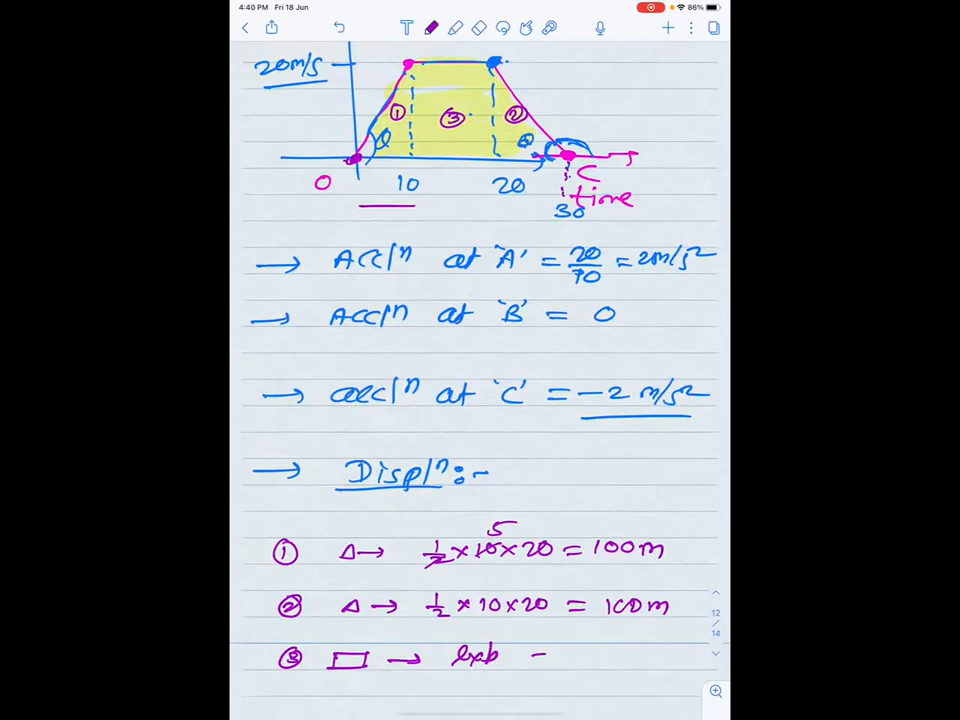 4:40 PM Fri 18 Jun
86%
T
20m/s
① ③ ②
θ
0 10 20 C
time
30
→ Acc/n at 'A' = 20/10 = 2m/s²
→ Acc/n at 'B' = 0
→ acc/n at 'C' = -2 m/s²
→ Displ/n :-
5
① Δ→ 1/2 × 10 × 20 = 100m
② Δ → 1/2 × 10 × 20 = 100m
12
/
14
③ ▭ → l×b =